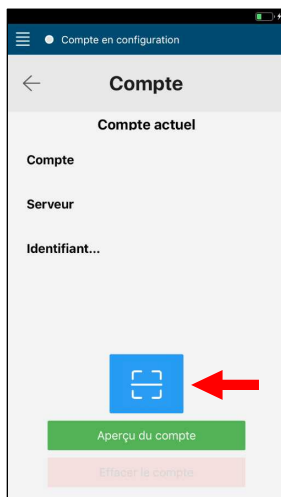 Compte en configuration
Compte
Compte actuel
Compte
Serveur
Identifiant...
Aperçu du compte
Effacer le compte